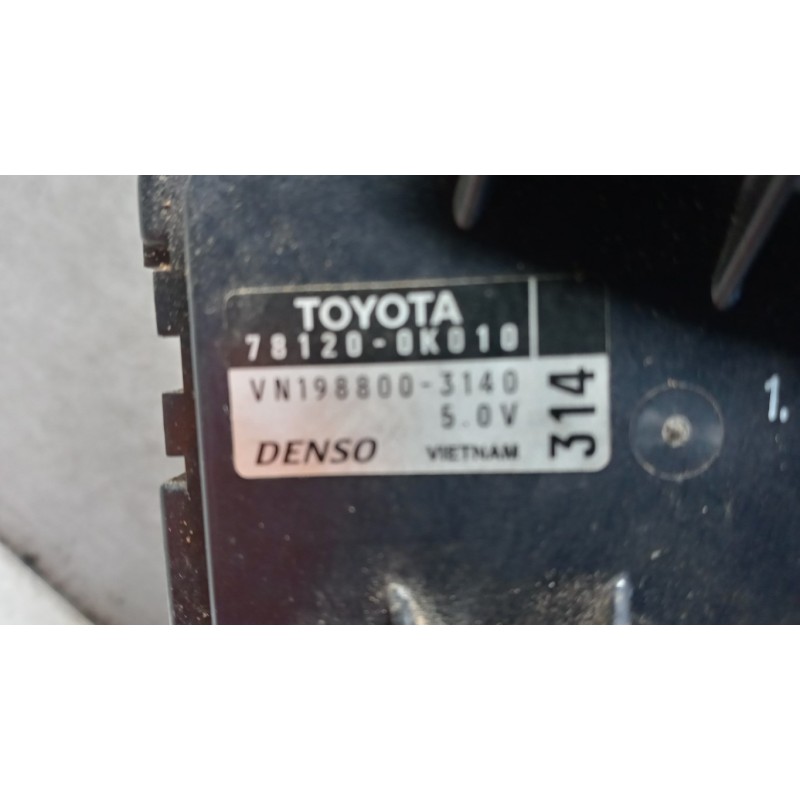 TOYOTA
78120-0K010
VN198800-3140
5.0V
DENSO VIETNAM
314
1.